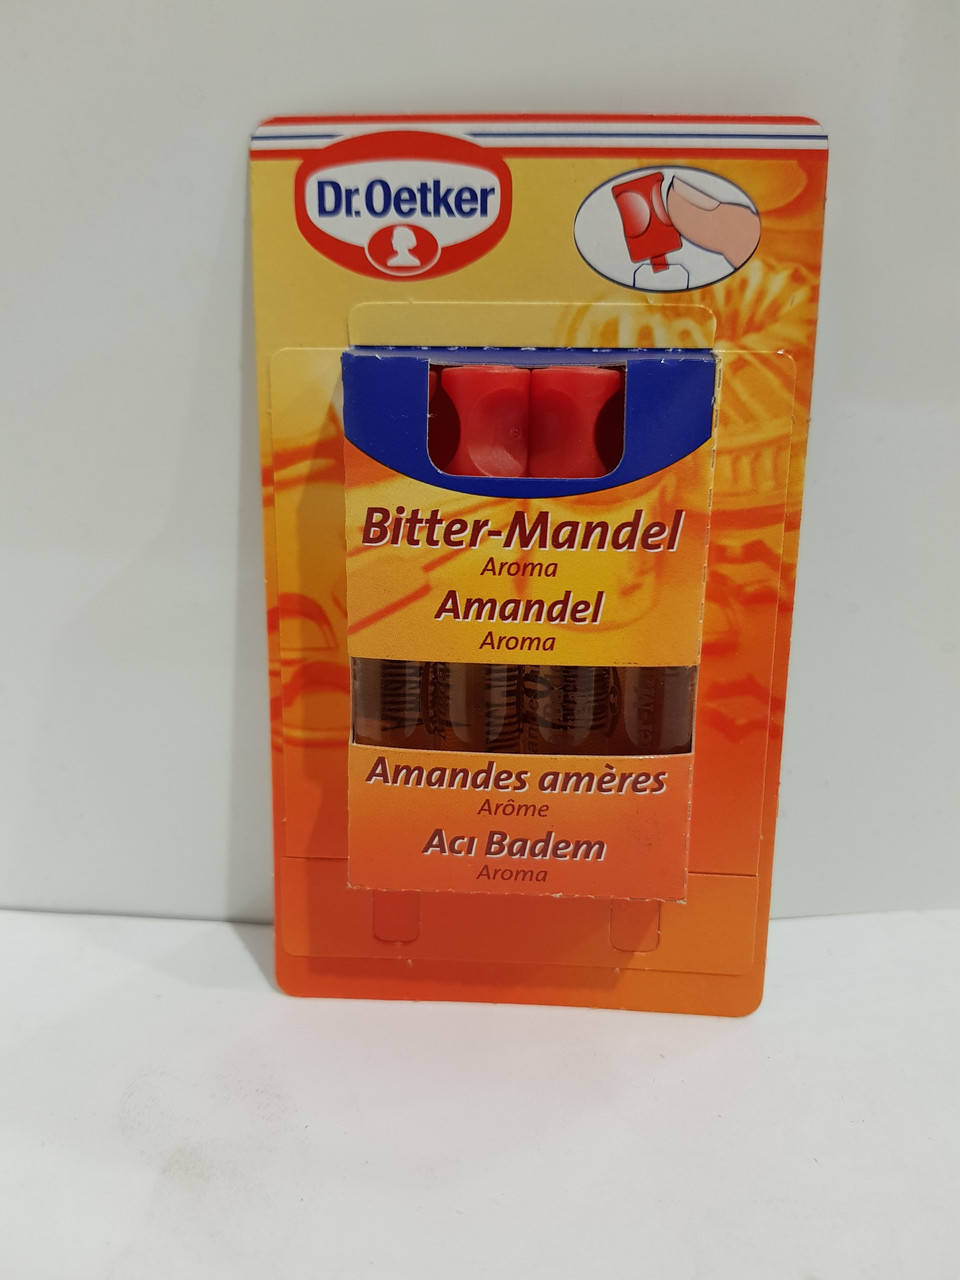 Dr. Oetker
Bitter-Mandel
Aroma
Amandel
Aroma
Amandes amères
Arôme
Acı Badem
Aroma